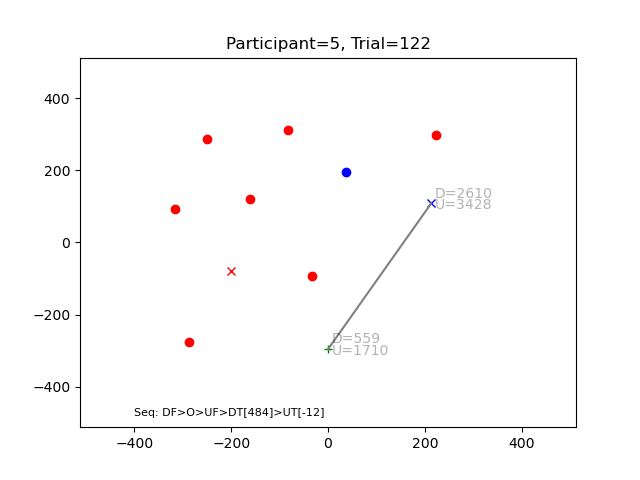 Participant=5, Trial=122
400
200
0
−200
−400
D=2610
U=3428
D=559
U=1710
Seq: DF>O>UF>DT[484]>UT[-12]
−400
−200
0
200
400